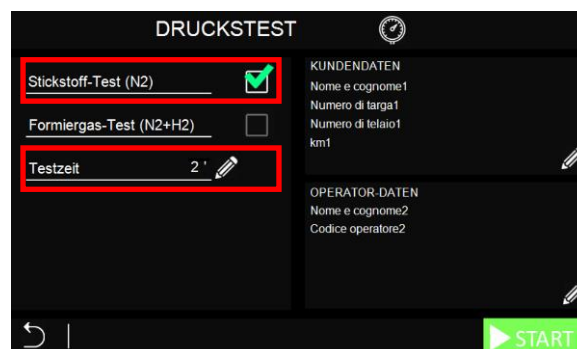 DRUCKSTEST
Stickstoff-Test (N2)
Formiergas-Test (N2+H2)
Testzeit 2 '
KUNDENDATEN
Nome e cognome1
Numero di targa1
Numero di telaio1
km1
OPERATOR-DATEN
Nome e cognome2
Codice operatore2
START